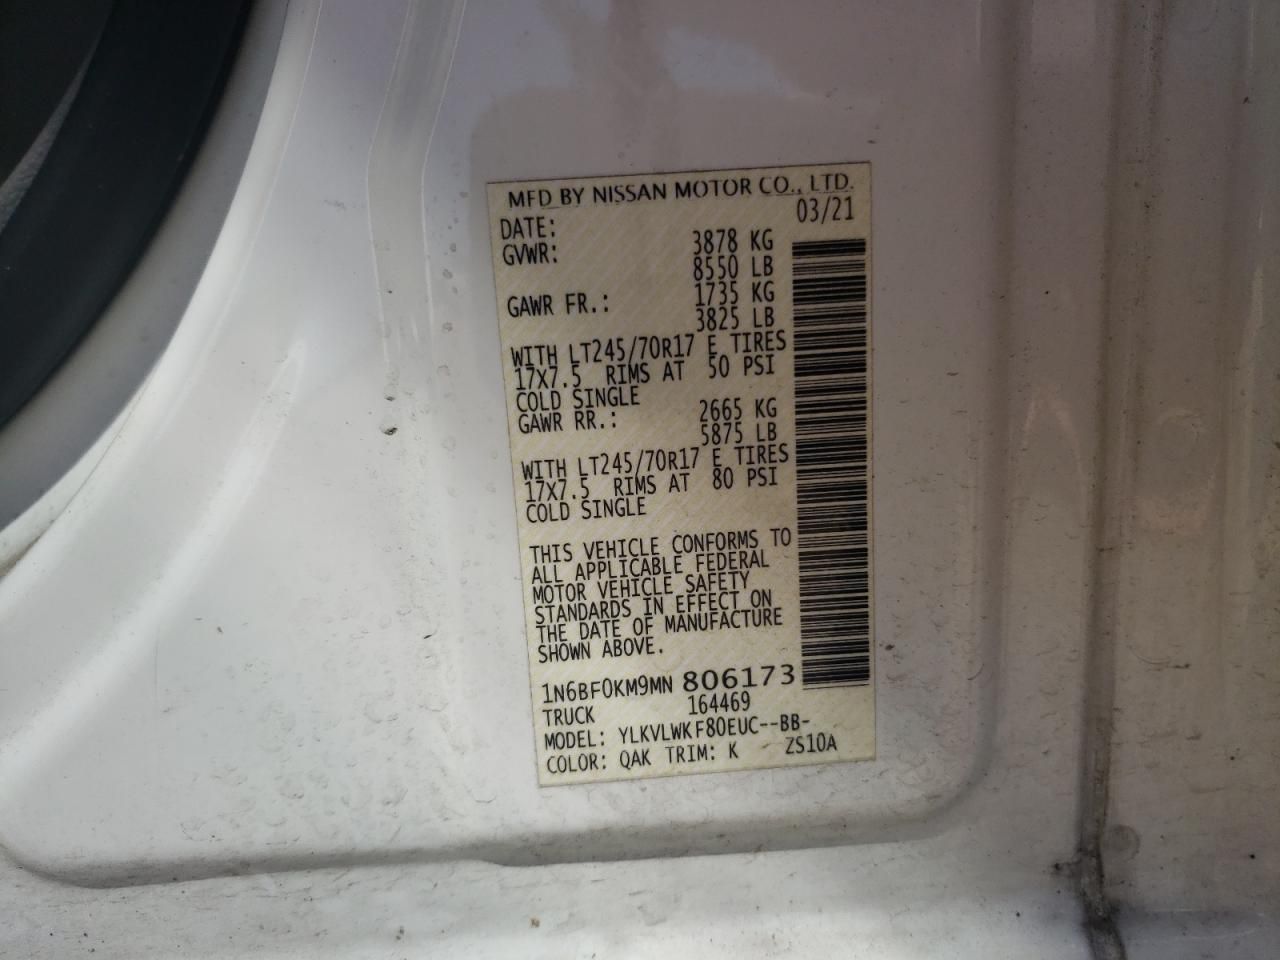 MFD BY NISSAN MOTOR CO., LTD.
DATE: 03/21
GVWR: 3878 KG
8550 LB
GAWR FR.: 1735 KG
3825 LB
WITH LT245/70R17 E TIRES
17X7.5 RIMS AT 50 PSI
COLD SINGLE
GAWR RR.: 2665 KG
5875 LB
WITH LT245/70R17 E TIRES
17X7.5 RIMS AT 80 PSI
COLD SINGLE
THIS VEHICLE CONFORMS TO
ALL APPLICABLE FEDERAL
MOTOR VEHICLE SAFETY
STANDARDS IN EFFECT ON
THE DATE OF MANUFACTURE
SHOWN ABOVE.
1N6BF0KM9MN 806173
TRUCK 164469
MODEL: YLKVLWKF80EUC--BB-
COLOR: QAK TRIM: K ZS10A